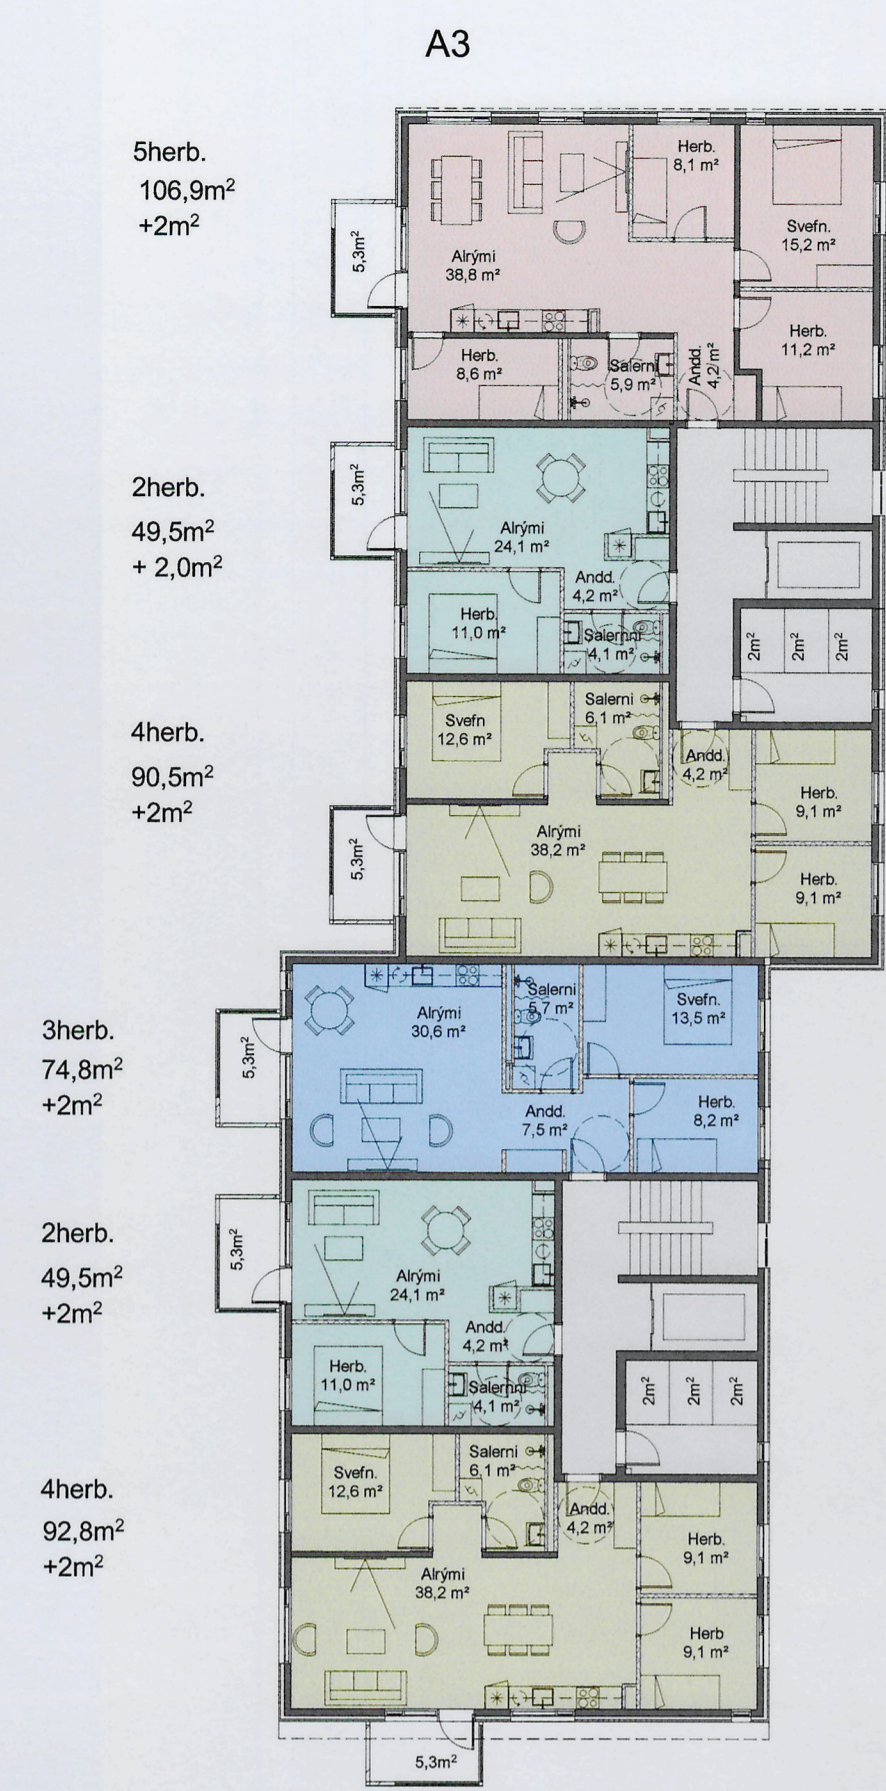 A3
5herb.
106,9m²
+2m²
5,3m²
Alrými
38,8 m²
Herb.
8,1 m²
Svefn.
15,2 m²
Herb.
11,2 m²
Herb.
8,6 m²
Salerni
5,9 m²
Andd.
4,2 m²
2herb.
49,5m²
+ 2,0m²
5,3m²
Alrými
24,1 m²
Andd.
4,2 m²
Herb.
11,0 m²
Salernni
4,1 m²
2m²
2m²
2m²
4herb.
90,5m²
+2m²
5,3m²
Svefn
12,6 m²
Salerni
6,1 m²
Andd.
4,2 m²
Herb.
9,1 m²
Alrými
38,2 m²
Herb.
9,1 m²
3herb.
74,8m²
+2m²
5,3m²
Alrými
30,6 m²
Salerni
5,7 m²
Svefn.
13,5 m²
Andd.
7,5 m²
Herb.
8,2 m²
2herb.
49,5m²
+2m²
5,3m²
Alrými
24,1 m²
Andd.
4,2 m²
Herb.
11,0 m²
Salernni
4,1 m²
2m²
2m²
2m²
4herb.
92,8m²
+2m²
Svefn.
12,6 m²
Salerni
6,1 m²
Andd.
4,2 m²
Herb.
9,1 m²
Alrými
38,2 m²
Herb
9,1 m²
5,3m²